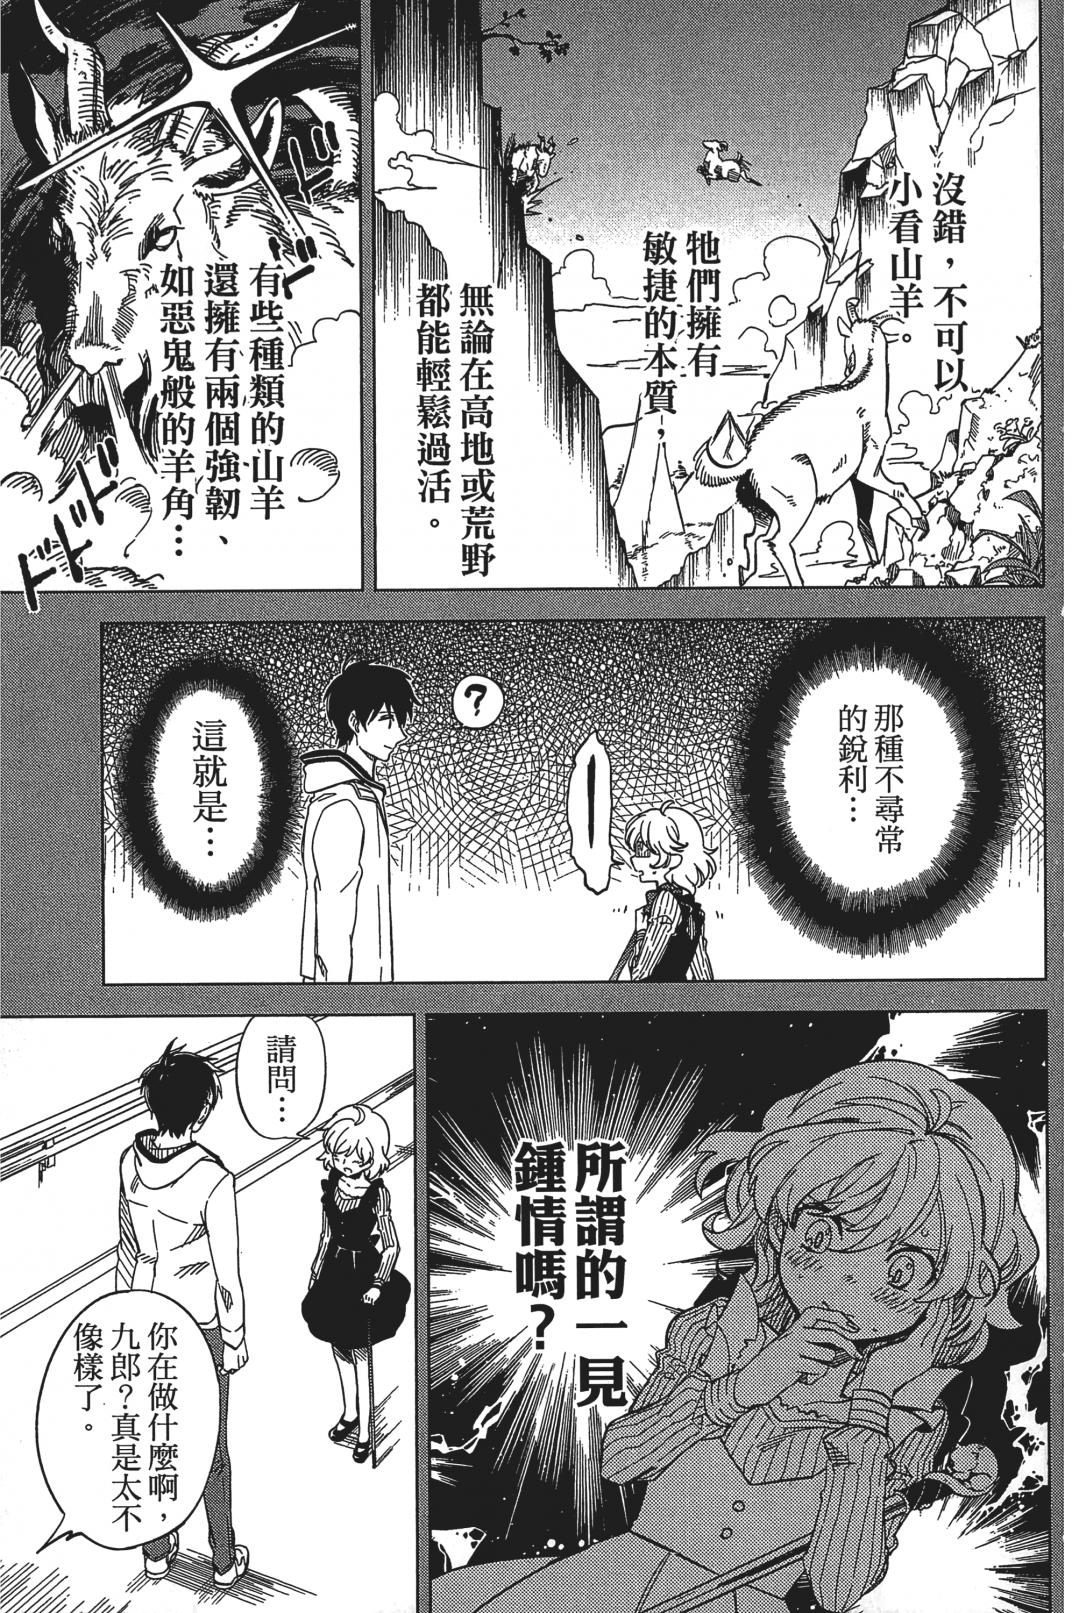 沒錯，不可以
小看山羊。
牠們擁有
敏捷的本質，
無論在高地或荒野
都能輕鬆過活。
有些種類的山羊
還擁有兩個強韌、
如惡鬼般的羊角…
ドドドド
ドドッ
那種不尋常
的銳利…
！
？
這就是…
所謂的一見
鍾情嗎？
請問…
你在做什麼啊，
九郎？真是太不
像樣了。